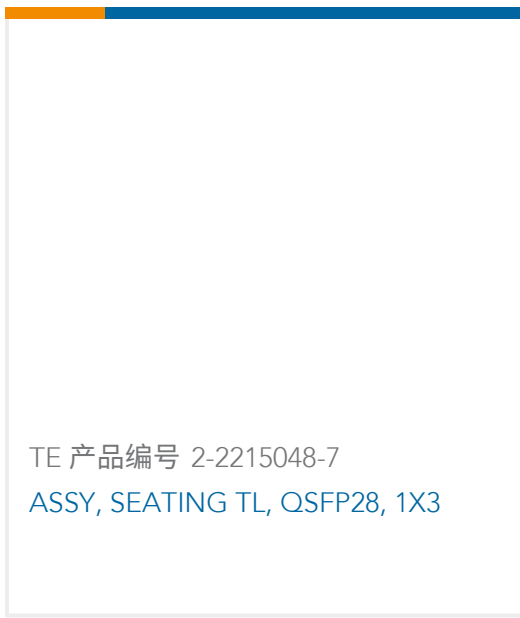 TE 产品编号 2-2215048-7
ASSY, SEATING TL, QSFP28, 1X3